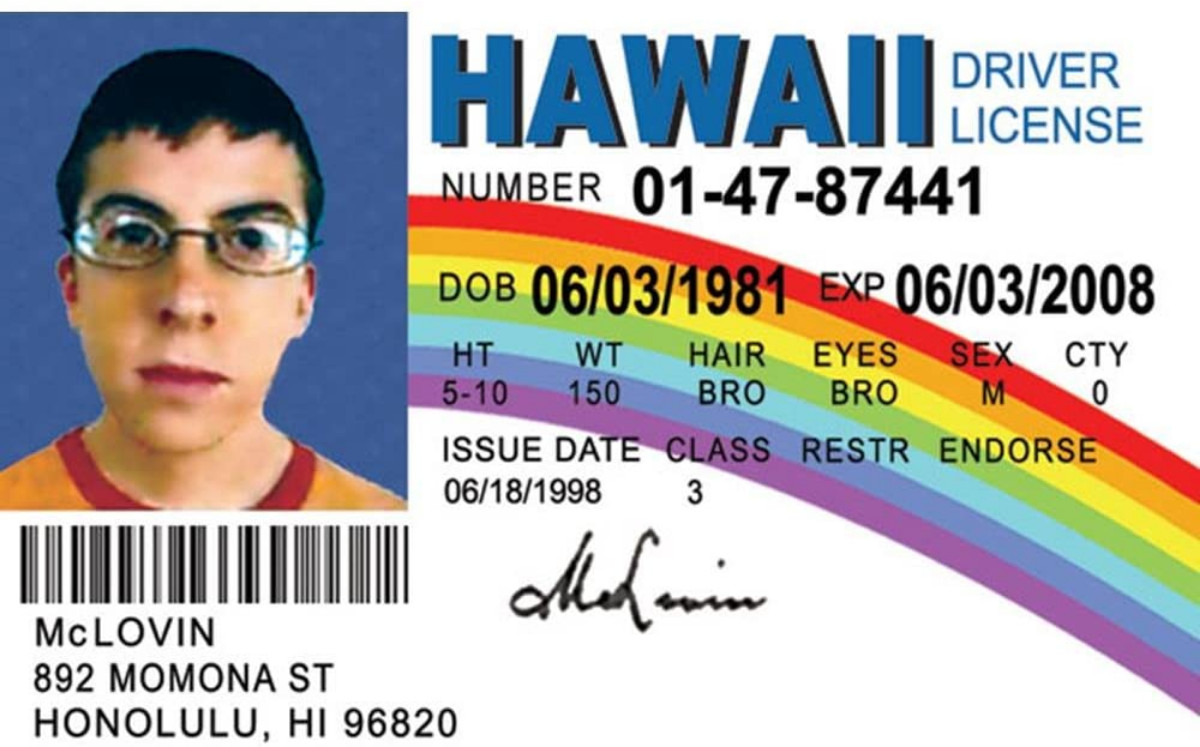 HAWAII DRIVER LICENSE
NUMBER 01-47-87441
DOB 06/03/1981 EXP 06/03/2008
HT WT HAIR EYES SEX CTY
5-10 150 BRO BRO M 0
ISSUE DATE CLASS RESTR ENDORSE
06/18/1998 3
McLovin
McLOVIN
892 MOMONA ST
HONOLULU, HI 96820